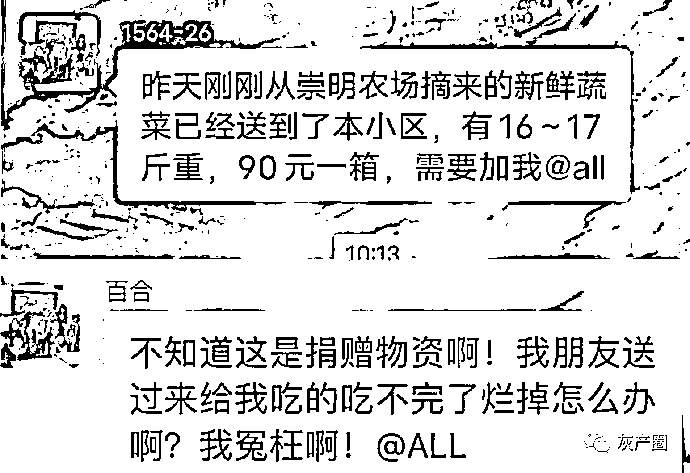 1564-26
昨天刚刚从崇明农场摘来的新鲜蔬
菜已经送到了本小区，有16～17
斤重，90元一箱，需要加我@all
10:13
百合
不知道这是捐赠物资啊！我朋友送
过来给我吃的吃不完了烂掉怎么办
啊？我冤枉啊！@ALL
灰产圈